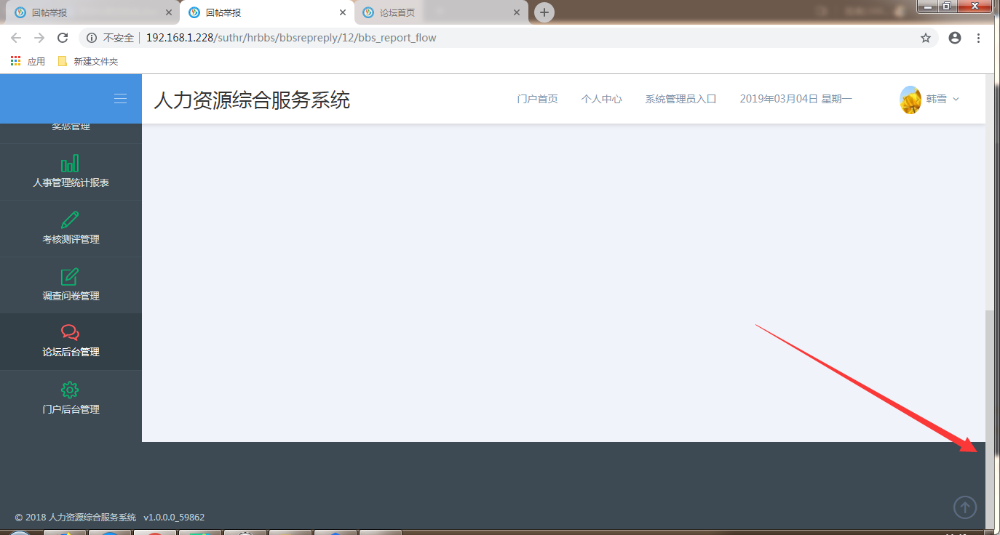 回帖举报
回帖举报
论坛首页
不安全 192.168.1.228/suthr/hrbbs/bbsrepreply/12/bbs_report_flow
应用 新建文件夹
人力资源综合服务系统
门户首页 个人中心 系统管理员入口 2019年03月04日 星期一 韩雪
奖惩管理
人事管理统计报表
考核测评管理
调查问卷管理
论坛后台管理
门户后台管理
© 2018 人力资源综合服务系统 v1.0.0.0_59862